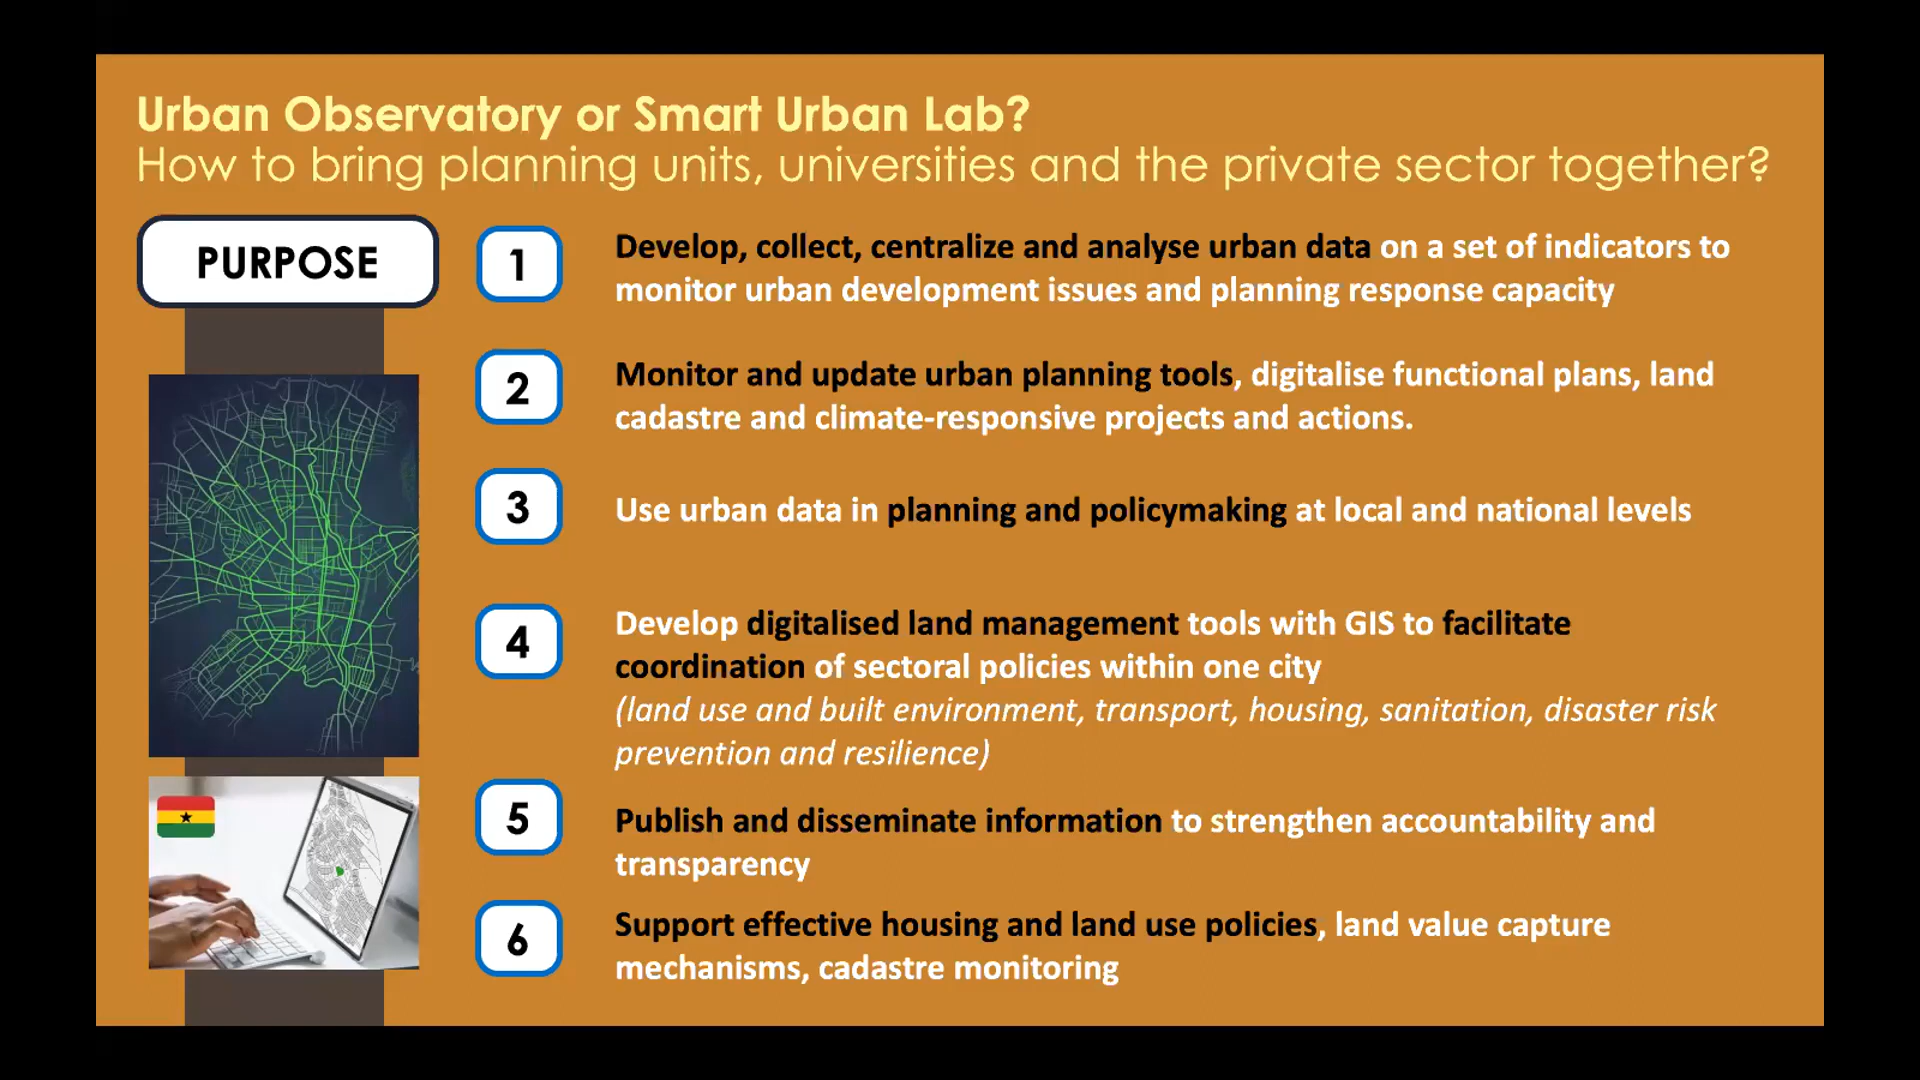 Urban Observatory or Smart Urban Lab?
How to bring planning units, universities and the private sector together?
PURPOSE
1
Develop, collect, centralize and analyse urban data on a set of indicators to
monitor urban development issues and planning response capacity
2
Monitor and update urban planning tools, digitalise functional plans, land
cadastre and climate-responsive projects and actions.
3
Use urban data in planning and policymaking at local and national levels
4
Develop digitalised land management tools with GIS to facilitate
coordination of sectoral policies within one city
(land use and built environment, transport, housing, sanitation, disaster risk
prevention and resilience)
5
Publish and disseminate information to strengthen accountability and
transparency
6
Support effective housing and land use policies, land value capture
mechanisms, cadastre monitoring